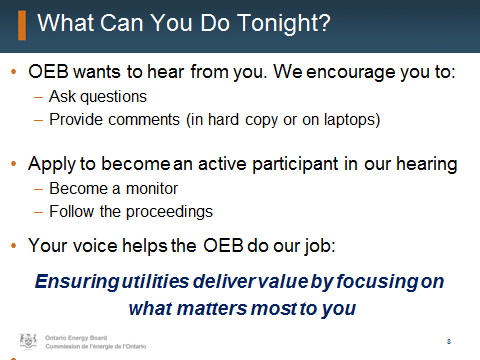 What Can You Do Tonight?
• OEB wants to hear from you. We encourage you to:
– Ask questions
– Provide comments (in hard copy or on laptops)
• Apply to become an active participant in our hearing
– Become a monitor
– Follow the proceedings
• Your voice helps the OEB do our job:
Ensuring utilities deliver value by focusing on
what matters most to you
Ontario Energy Board
Commission de l'énergie de l'Ontario
8